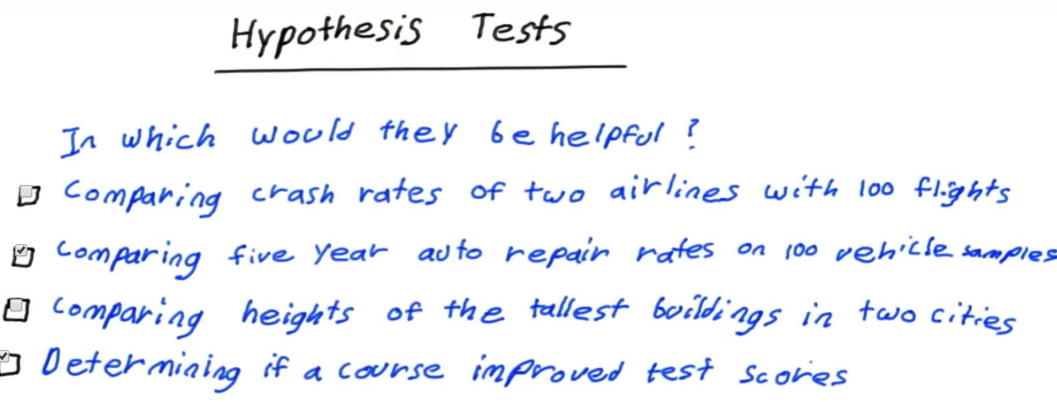 Hypothesis Tests
In which would they be helpful?
Comparing crash rates of two airlines with 100 flights
Comparing five year auto repair rates on 100 vehicle samples
Comparing heights of the tallest buildings in two cities
Determining if a course improved test scores